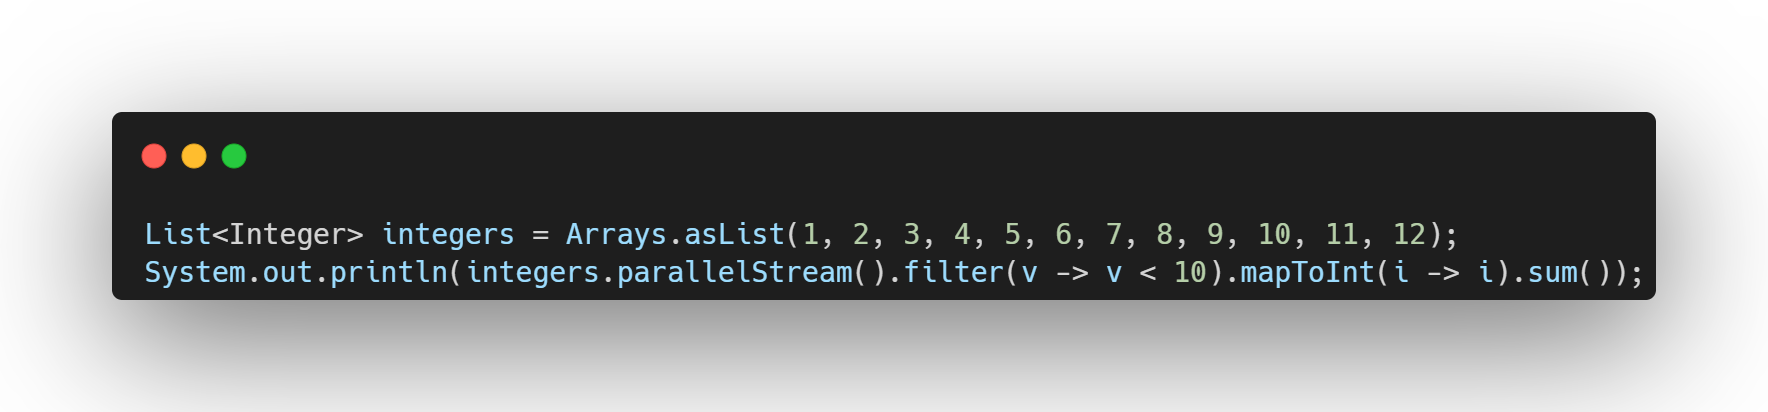 List<Integer> integers = Arrays.asList(1, 2, 3, 4, 5, 6, 7, 8, 9, 10, 11, 12);
System.out.println(integers.parallelStream().filter(v -> v < 10).mapToInt(i -> i).sum());